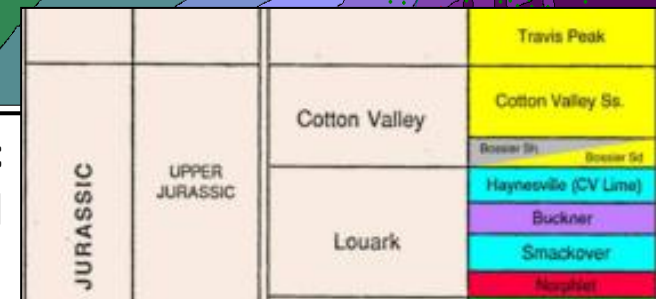 Travis Peak
Cotton Valley Ss.
Cotton Valley
Bossier Sh
Bossier Sd
JURASSIC
UPPER
JURASSIC
Haynesville (CV Lime)
Buckner
Louark
Smackover
Norphlet